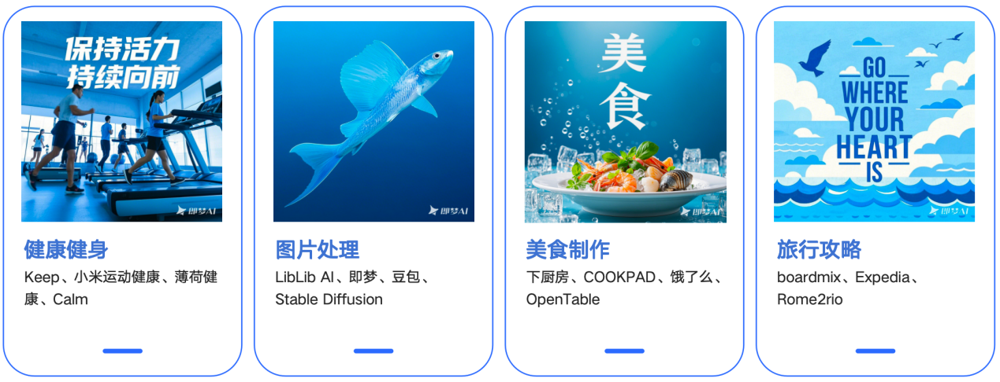 保持活力
持续向前
即梦AI
健康健身
Keep、小米运动健康、薄荷健
康、Calm
即梦AI
图片处理
LibLib AI、即梦、豆包、
Stable Diffusion
美
食
即梦AI
美食制作
下厨房、COOKPAD、饿了么、
OpenTable
GO
WHERE
YOUR
HEART
IS
即梦AI
旅行攻略
boardmix、Expedia、
Rome2rio